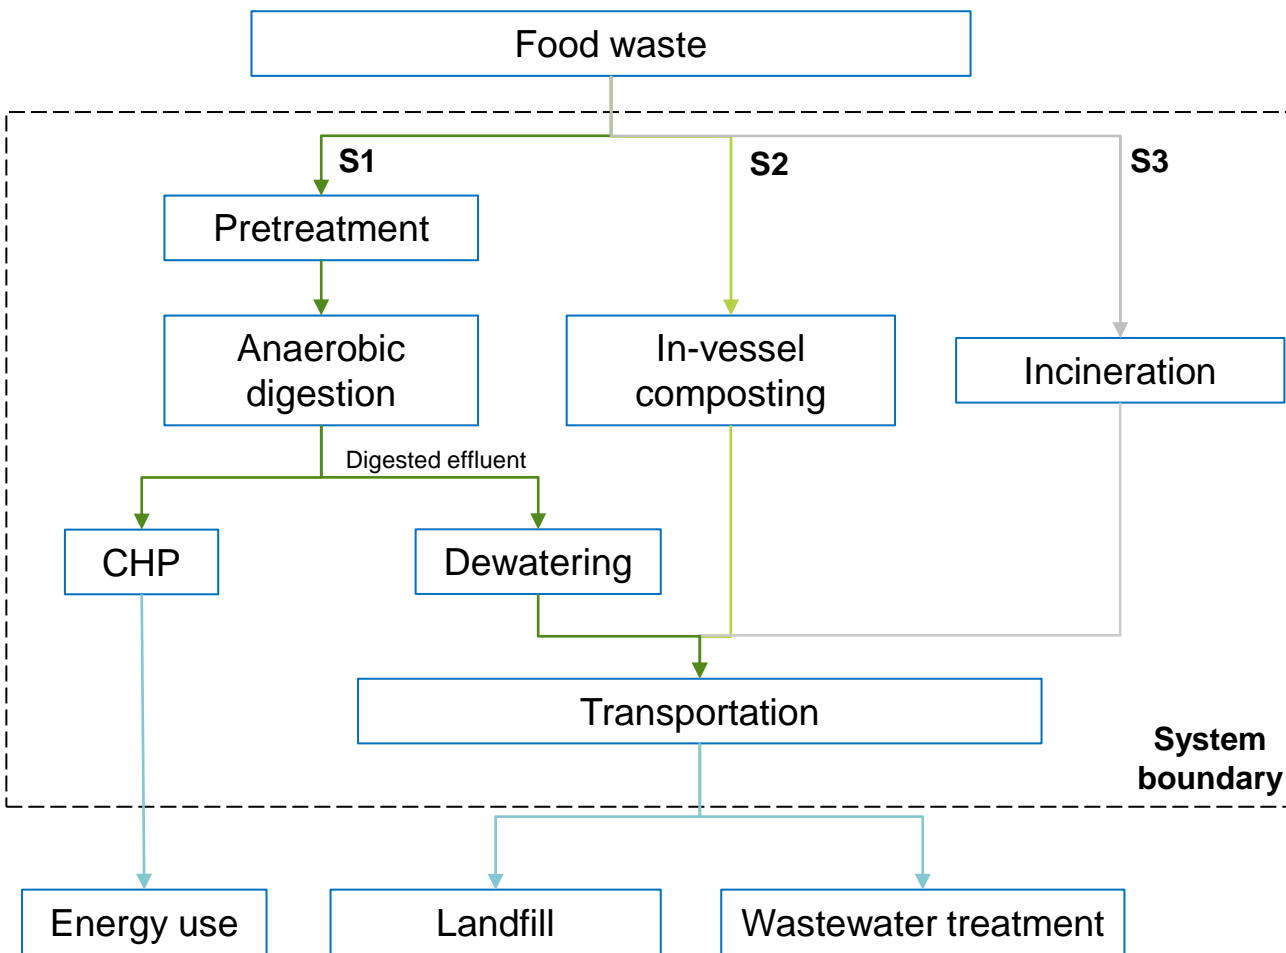 Food waste
S1
S2
S3
Pretreatment
Anaerobic
digestion
In-vessel
composting
Incineration
Digested effluent
CHP
Dewatering
Transportation
System
boundary
Energy use
Landfill
Wastewater treatment